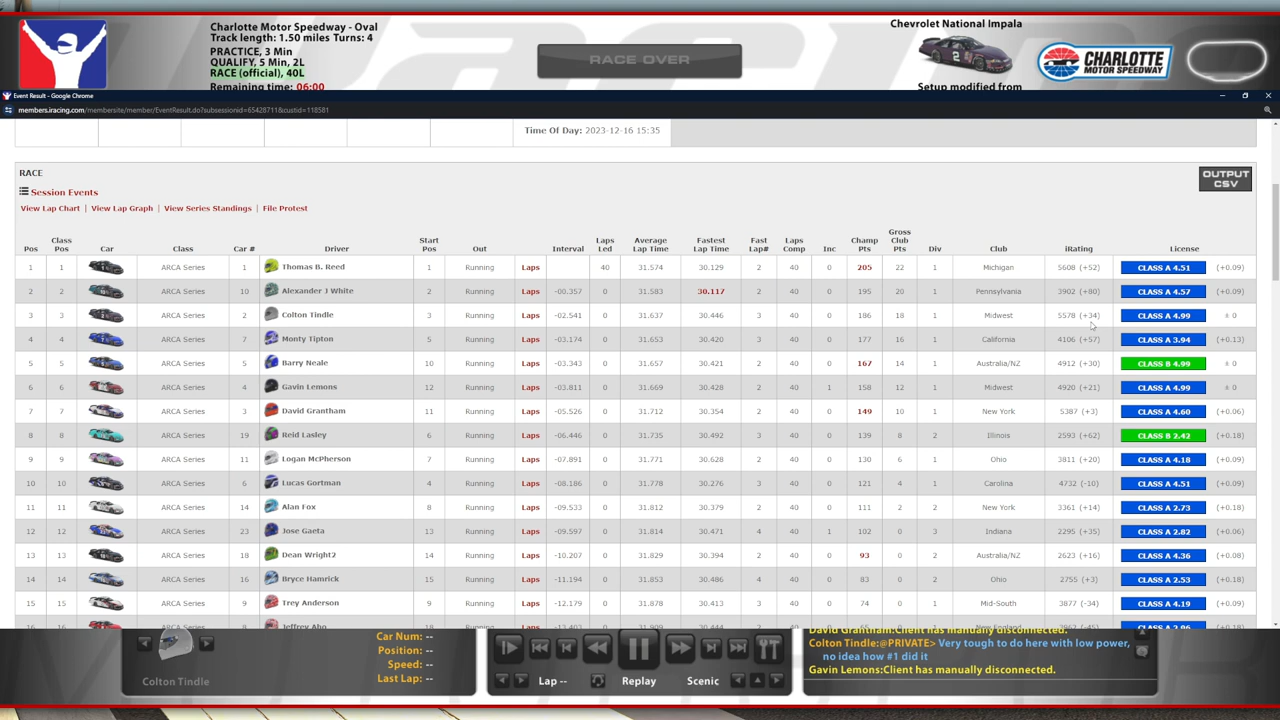 Charlotte Motor Speedway - Oval
Track length: 1.50 miles Turns: 4
PRACTICE, 3 Min
QUALIFY, 5 Min, 2L
RACE (official), 40L
Remaining time: 06:00
RACE OVER
Chevrolet National Impala
2
CHARLOTTE
MOTOR SPEEDWAY
Setup modified from
Event Result - Google Chrome
members.iracing.com/membersite/member/EventResult.do?subsessionid=65428711&custid=118581
Time Of Day: 2023-12-16 15:35
RACE
OUTPUT CSV
Session Events
View Lap Chart | View Lap Graph | View Series Standings | File Protest
Pos Class Pos Car Class Car # Driver Start Pos Out Interval Laps Led Average Lap Time Fastest Lap Time Fast Lap# Laps Comp Inc Champ Pts Gross Club Pts Div Club iRating License
1 1 ARCA Series 1 Thomas B. Reed 1 Running Laps 40 31.574 30.129 2 40 0 205 22 1 Michigan 5608 (+52) CLASS A 4.51 (+0.09)
2 2 ARCA Series 10 Alexander J White 2 Running Laps -00.357 0 31.583 30.117 2 40 0 195 20 1 Pennsylvania 3902 (+80) CLASS A 4.57 (+0.09)
3 3 ARCA Series 2 Colton Tindle 3 Running Laps -02.541 0 31.637 30.446 3 40 0 186 18 1 Midwest 5578 (+34) CLASS A 4.99 ± 0
4 4 ARCA Series 7 Monty Tipton 5 Running Laps -03.174 0 31.653 30.420 3 40 0 177 16 1 California 4106 (+57) CLASS A 3.94 (+0.13)
5 5 ARCA Series 5 Barry Neale 10 Running Laps -03.343 0 31.657 30.421 3 40 0 167 14 1 Australia/NZ 4912 (+30) CLASS B 4.99 ± 0
6 6 ARCA Series 4 Gavin Lemons 12 Running Laps -03.811 0 31.669 30.428 3 40 1 158 12 1 Midwest 4920 (+21) CLASS A 4.99 ± 0
7 7 ARCA Series 3 David Grantham 11 Running Laps -05.526 0 31.712 30.354 2 40 0 149 10 1 New York 5387 (+3) CLASS A 4.60 (+0.06)
8 8 ARCA Series 19 Reid Lasley 6 Running Laps -06.446 0 31.735 30.492 3 40 0 139 8 2 Illinois 2593 (+62) CLASS B 2.42 (+0.18)
9 9 ARCA Series 11 Logan McPherson 7 Running Laps -07.891 0 31.771 30.628 2 40 0 130 6 1 Ohio 3811 (+20) CLASS A 4.18 (+0.09)
10 10 ARCA Series 6 Lucas Gortman 4 Running Laps -08.186 0 31.778 30.276 3 40 0 121 4 1 Carolina 4732 (-10) CLASS A 4.51 (+0.09)
11 11 ARCA Series 14 Alan Fox 8 Running Laps -09.533 0 31.812 30.379 2 40 0 111 2 2 New York 3361 (+14) CLASS A 2.73 (+0.18)
12 12 ARCA Series 23 Jose Gaeta 13 Running Laps -09.597 0 31.814 30.471 4 40 1 102 0 3 Indiana 2295 (+35) CLASS A 2.82 (+0.06)
13 13 ARCA Series 18 Dean Wright2 14 Running Laps -10.207 0 31.829 30.394 2 40 0 93 0 2 Australia/NZ 2623 (+16) CLASS A 4.36 (+0.08)
14 14 ARCA Series 16 Bryce Hamrick 15 Running Laps -11.194 0 31.853 30.486 4 40 0 83 0 2 Ohio 2755 (+3) CLASS A 2.53 (+0.18)
15 15 ARCA Series 9 Trey Anderson 9 Running Laps -12.179 0 31.878 30.413 3 40 0 74 0 1 Mid-South 3877 (-34) CLASS A 4.19 (+0.09)
Car Num: --
Position: --
Speed: --
Last Lap: --
Colton Tindle
Lap --
Replay
Scenic
David Grantham:Client has manually disconnected.
Colton Tindle:@PRIVATE> Very tough to do here with low power,
no idea how #1 did it
Gavin Lemons:Client has manually disconnected.